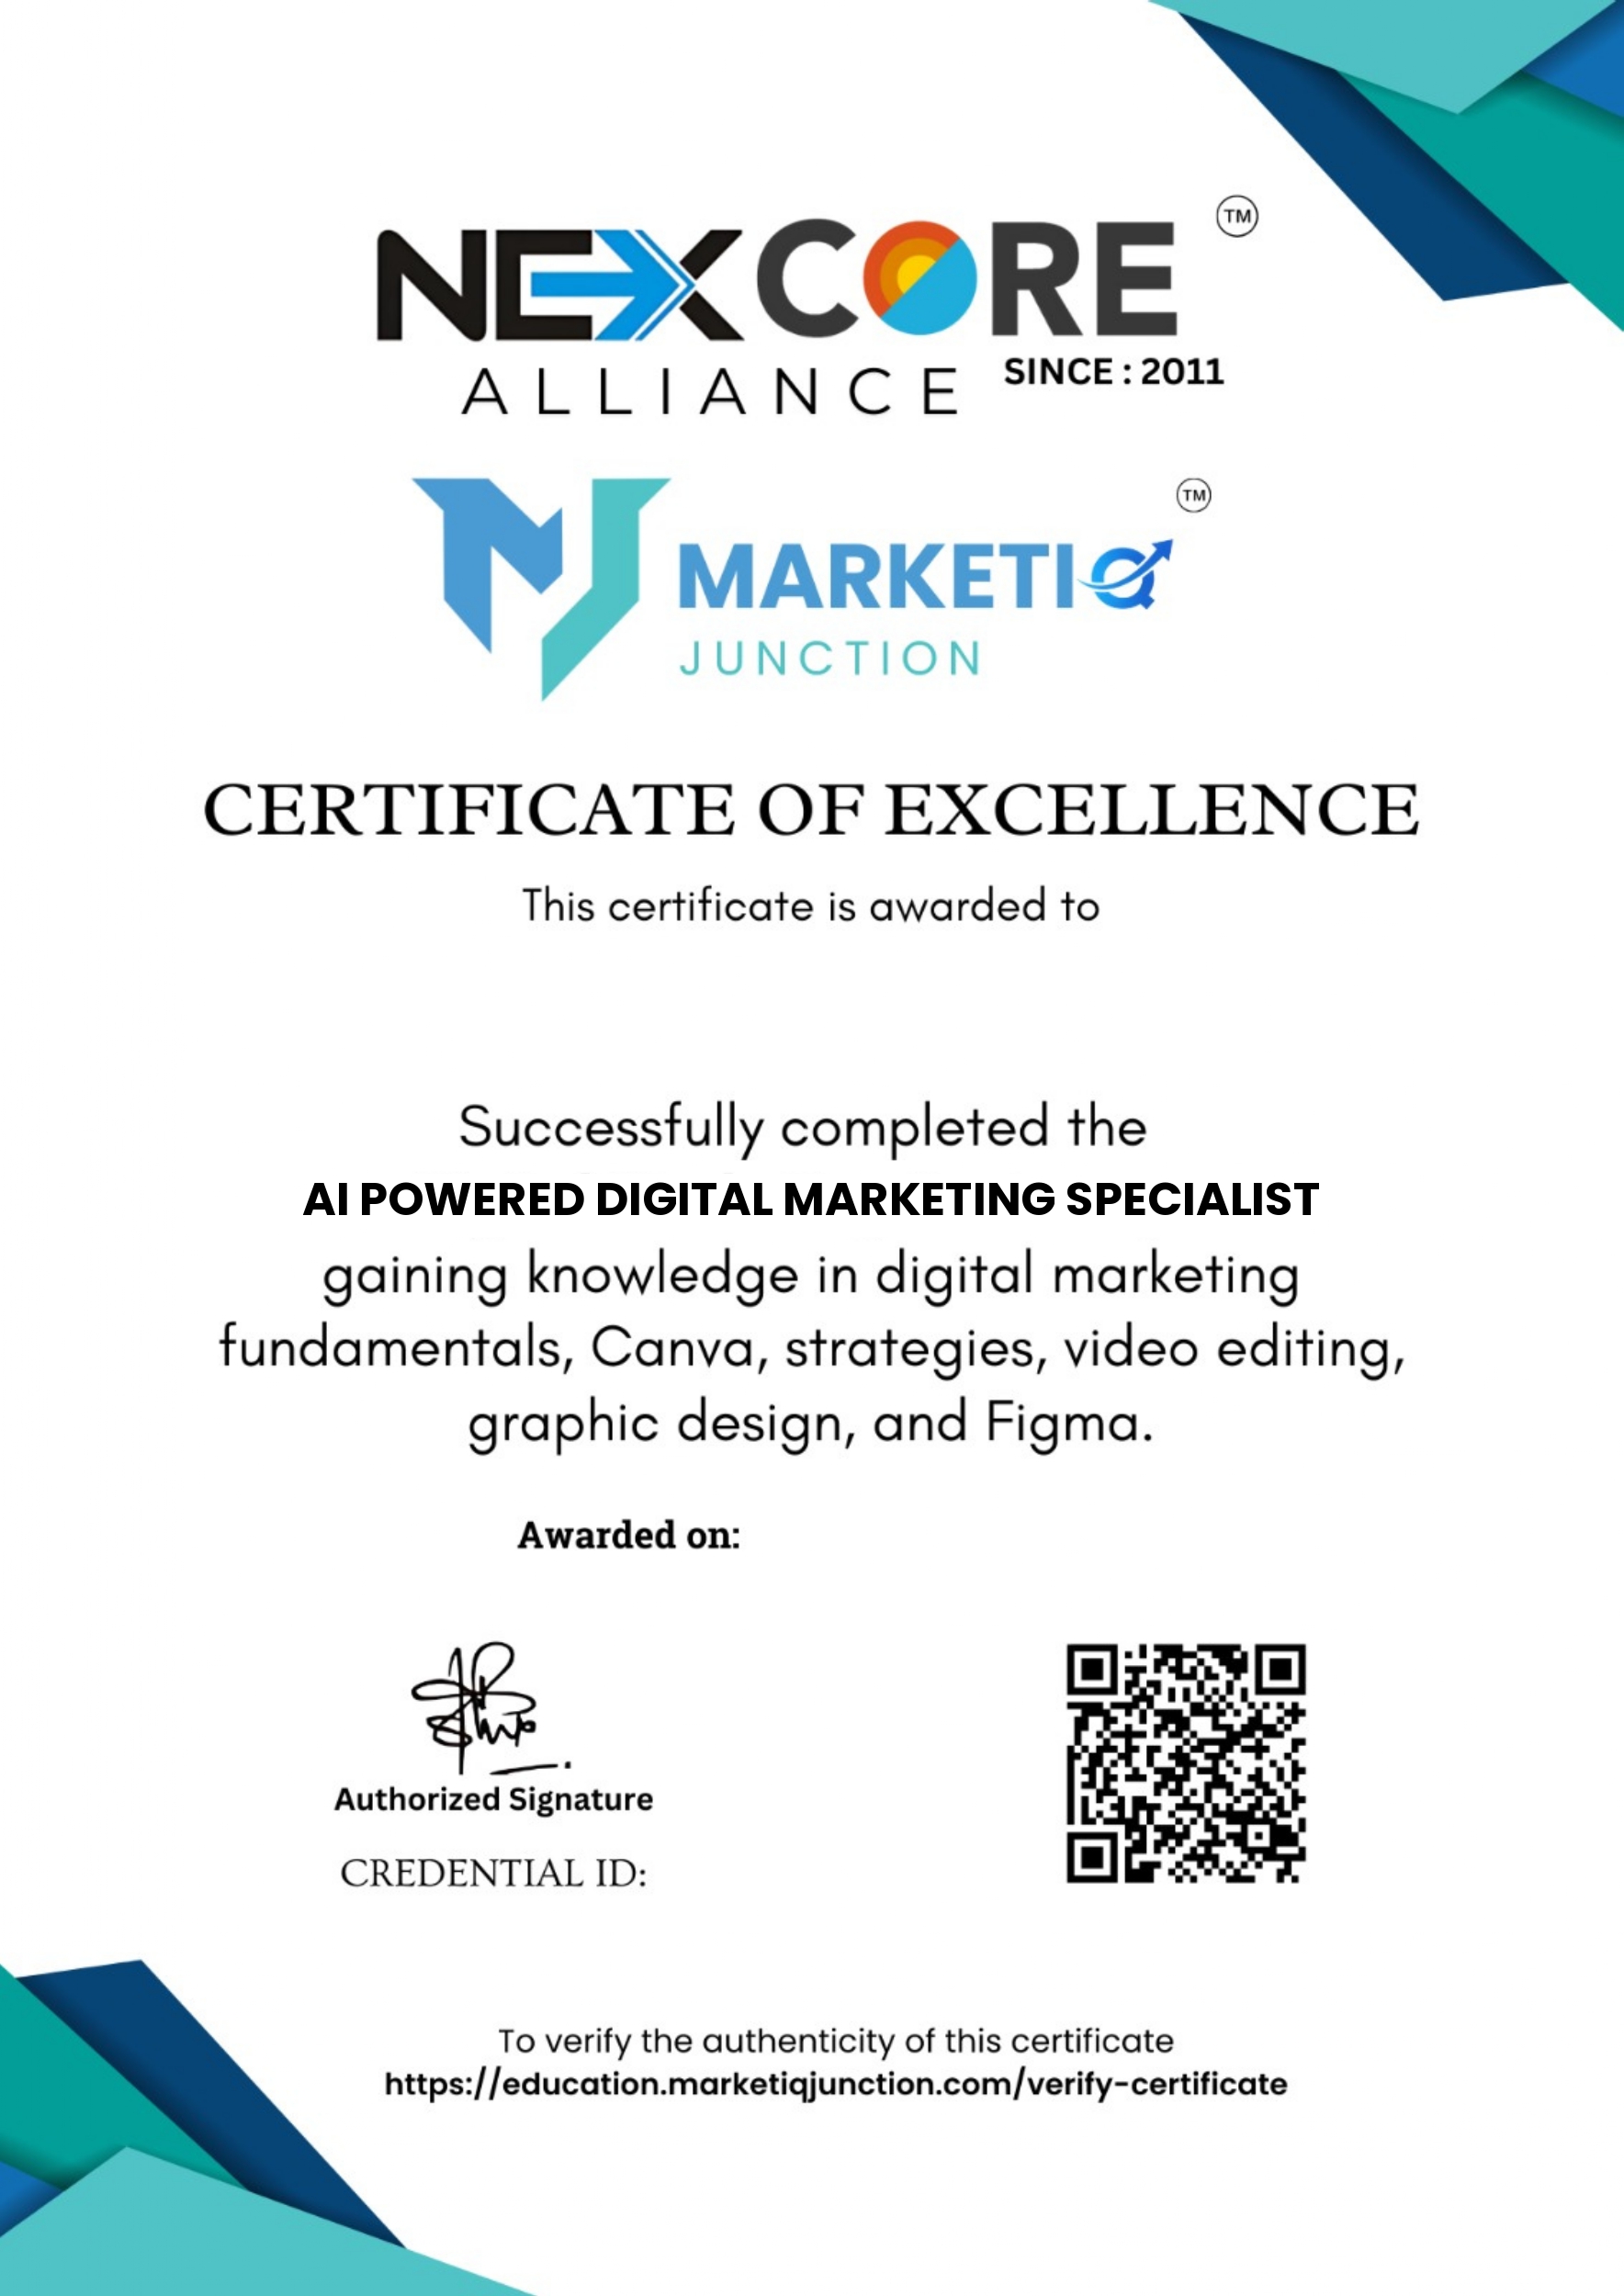 NEXCORE TM
ALLIANCE SINCE : 2011
TM
MARKETIQ
JUNCTION
CERTIFICATE OF EXCELLENCE
This certificate is awarded to
Successfully completed the
AI POWERED DIGITAL MARKETING SPECIALIST
gaining knowledge in digital marketing
fundamentals, Canva, strategies, video editing,
graphic design, and Figma.
Awarded on:
Authorized Signature
CREDENTIAL ID:
To verify the authenticity of this certificate
https://education.marketiqjunction.com/verify-certificate